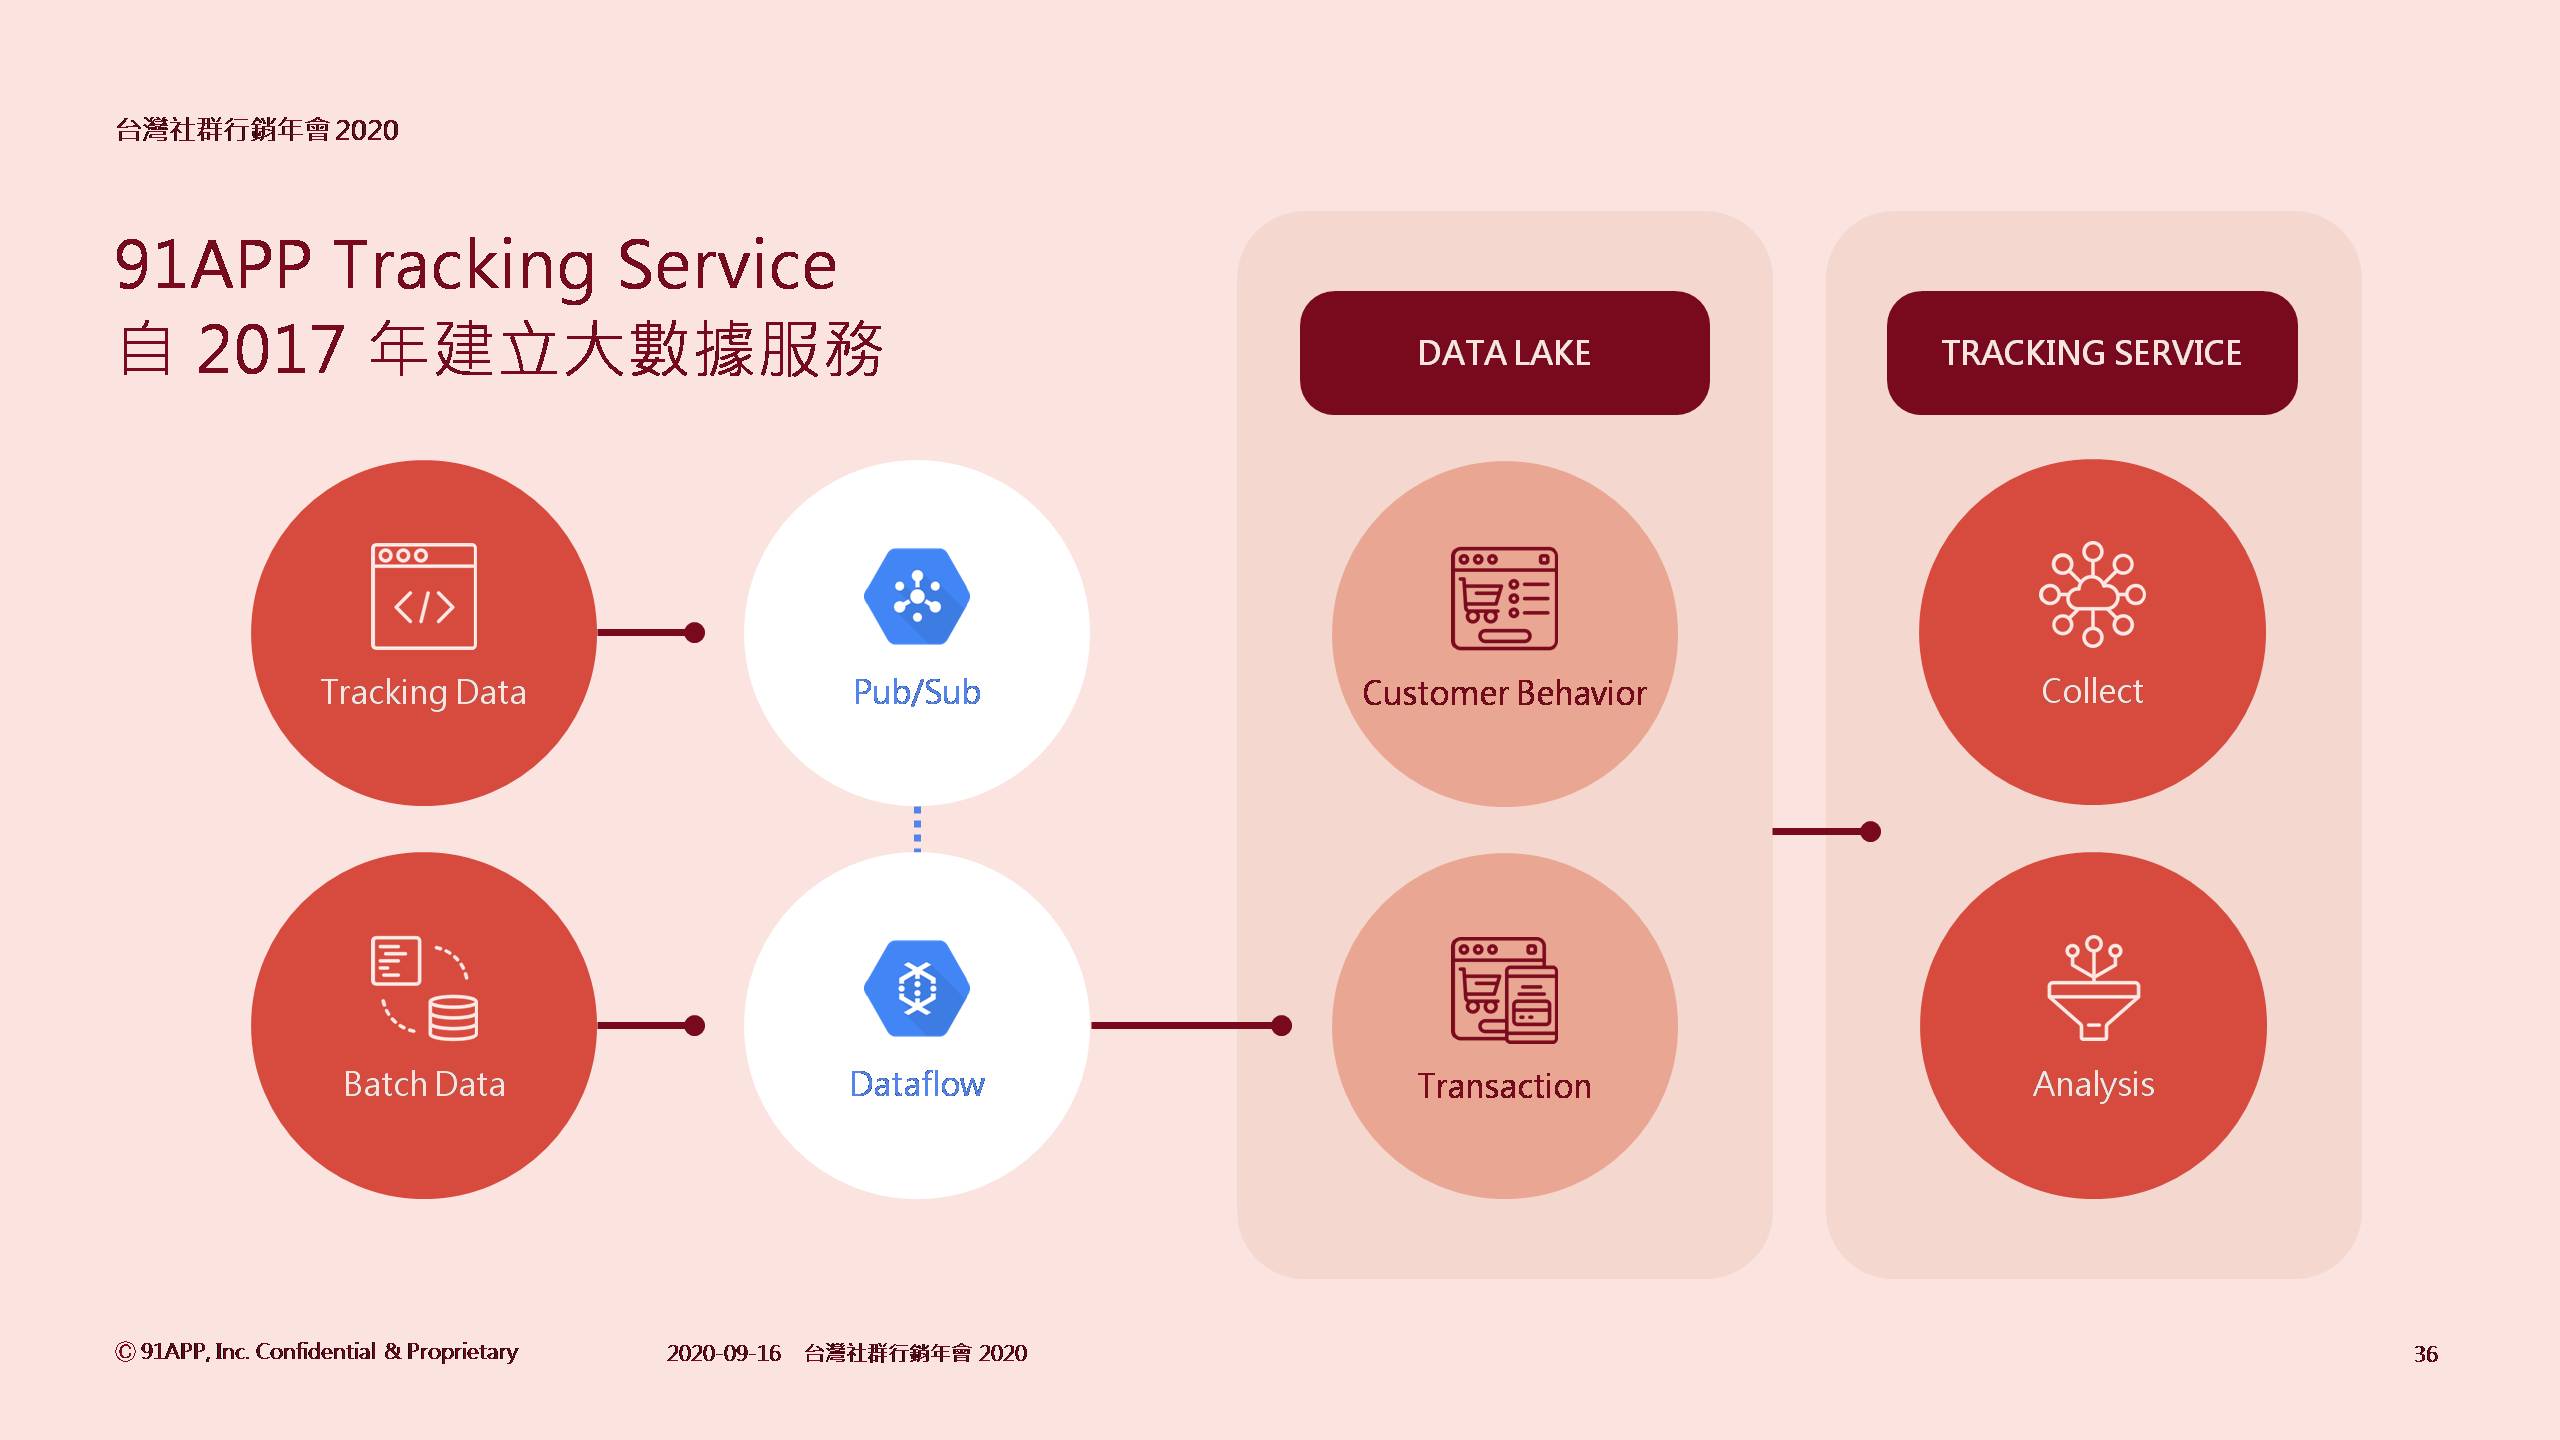 台灣社群行銷年會 2020
91APP Tracking Service
自 2017 年建立大數據服務
DATA LAKE
TRACKING SERVICE
Tracking Data
Pub/Sub
Customer Behavior
Collect
Batch Data
Dataflow
Transaction
Analysis
© 91APP, Inc. Confidential & Proprietary
2020-09-16 台灣社群行銷年會 2020
36